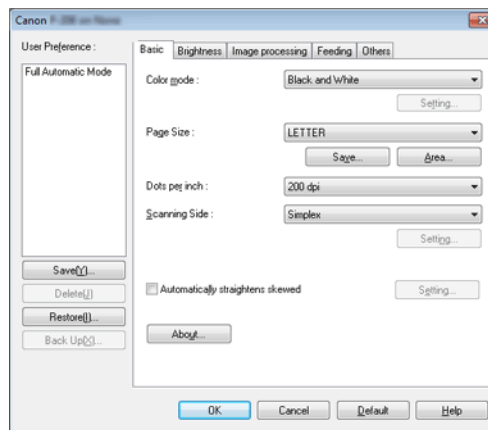 Canon
User Preference :
Full Automatic Mode
Save(Y)...
Delete(J)
Restore(I)...
Back Up(X)...
Basic Brightness Image processing Feeding Others
Color mode : Black and White
Setting...
Page Size : LETTER
Save... Area...
Dots per inch : 200 dpi
Scanning Side : Simplex
Setting...
Automatically straightens skewed Setting...
About...
OK Cancel Default Help